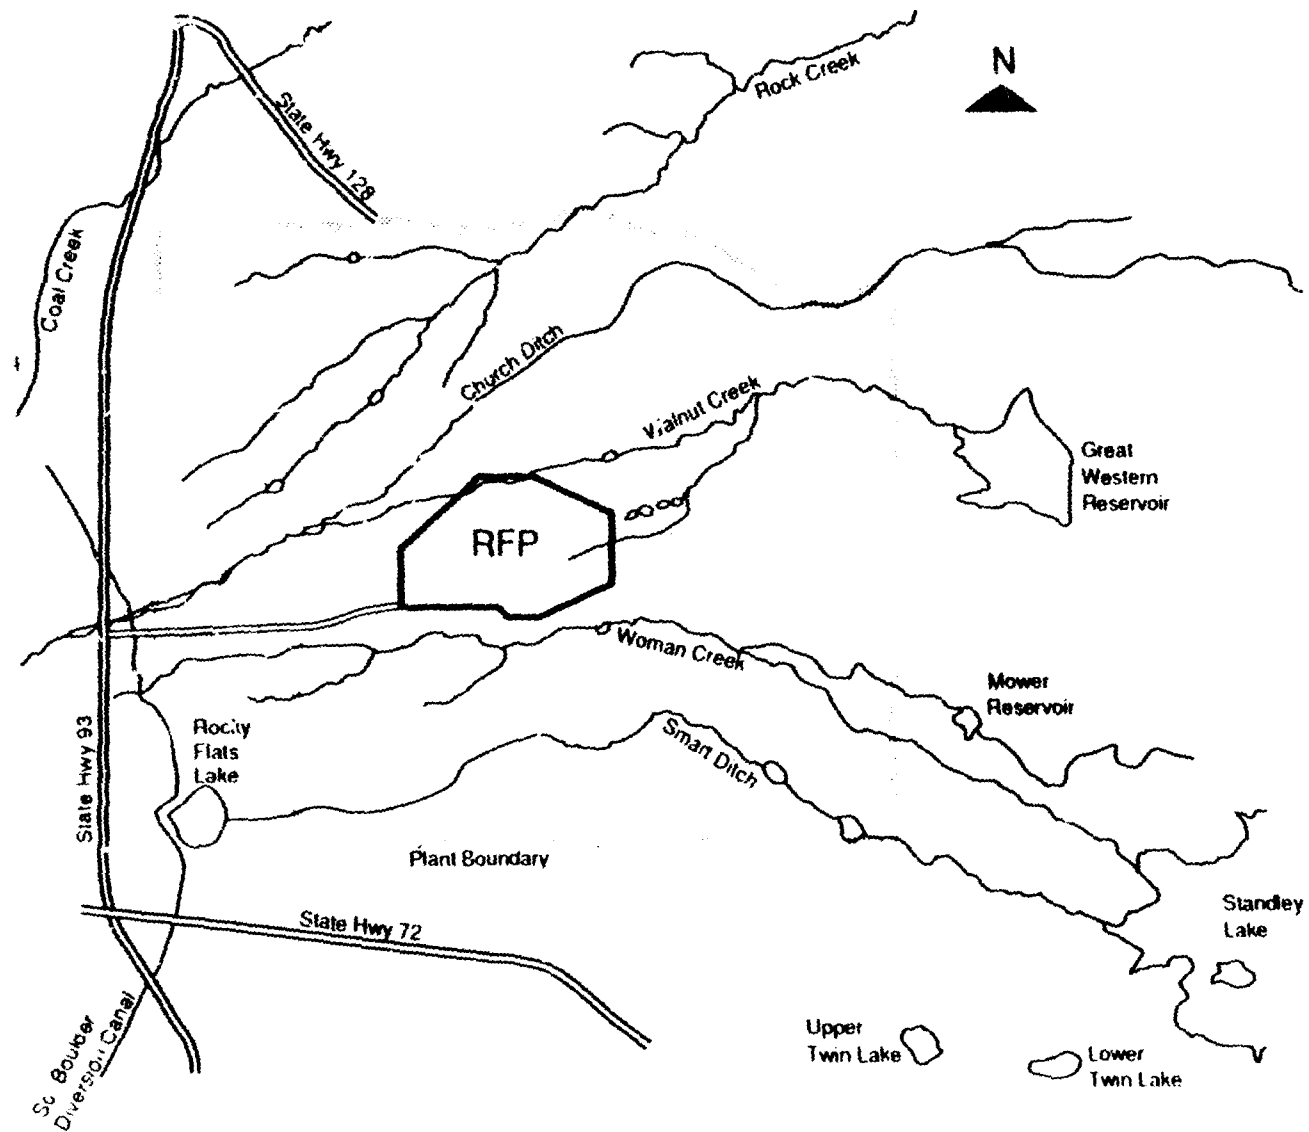 N
Rock Creek
State Hwy 128
Coal Creek
Church Ditch
Walnut Creek
Great
Western
Reservoir
RFP
Woman Creek
Mower
Reservoir
State Hwy 93
Rocky
Flats
Lake
Smart Ditch
Plant Boundary
State Hwy 72
Standley
Lake
So. Boulder
Diversion Canal
Upper
Twin Lake
Lower
Twin Lake